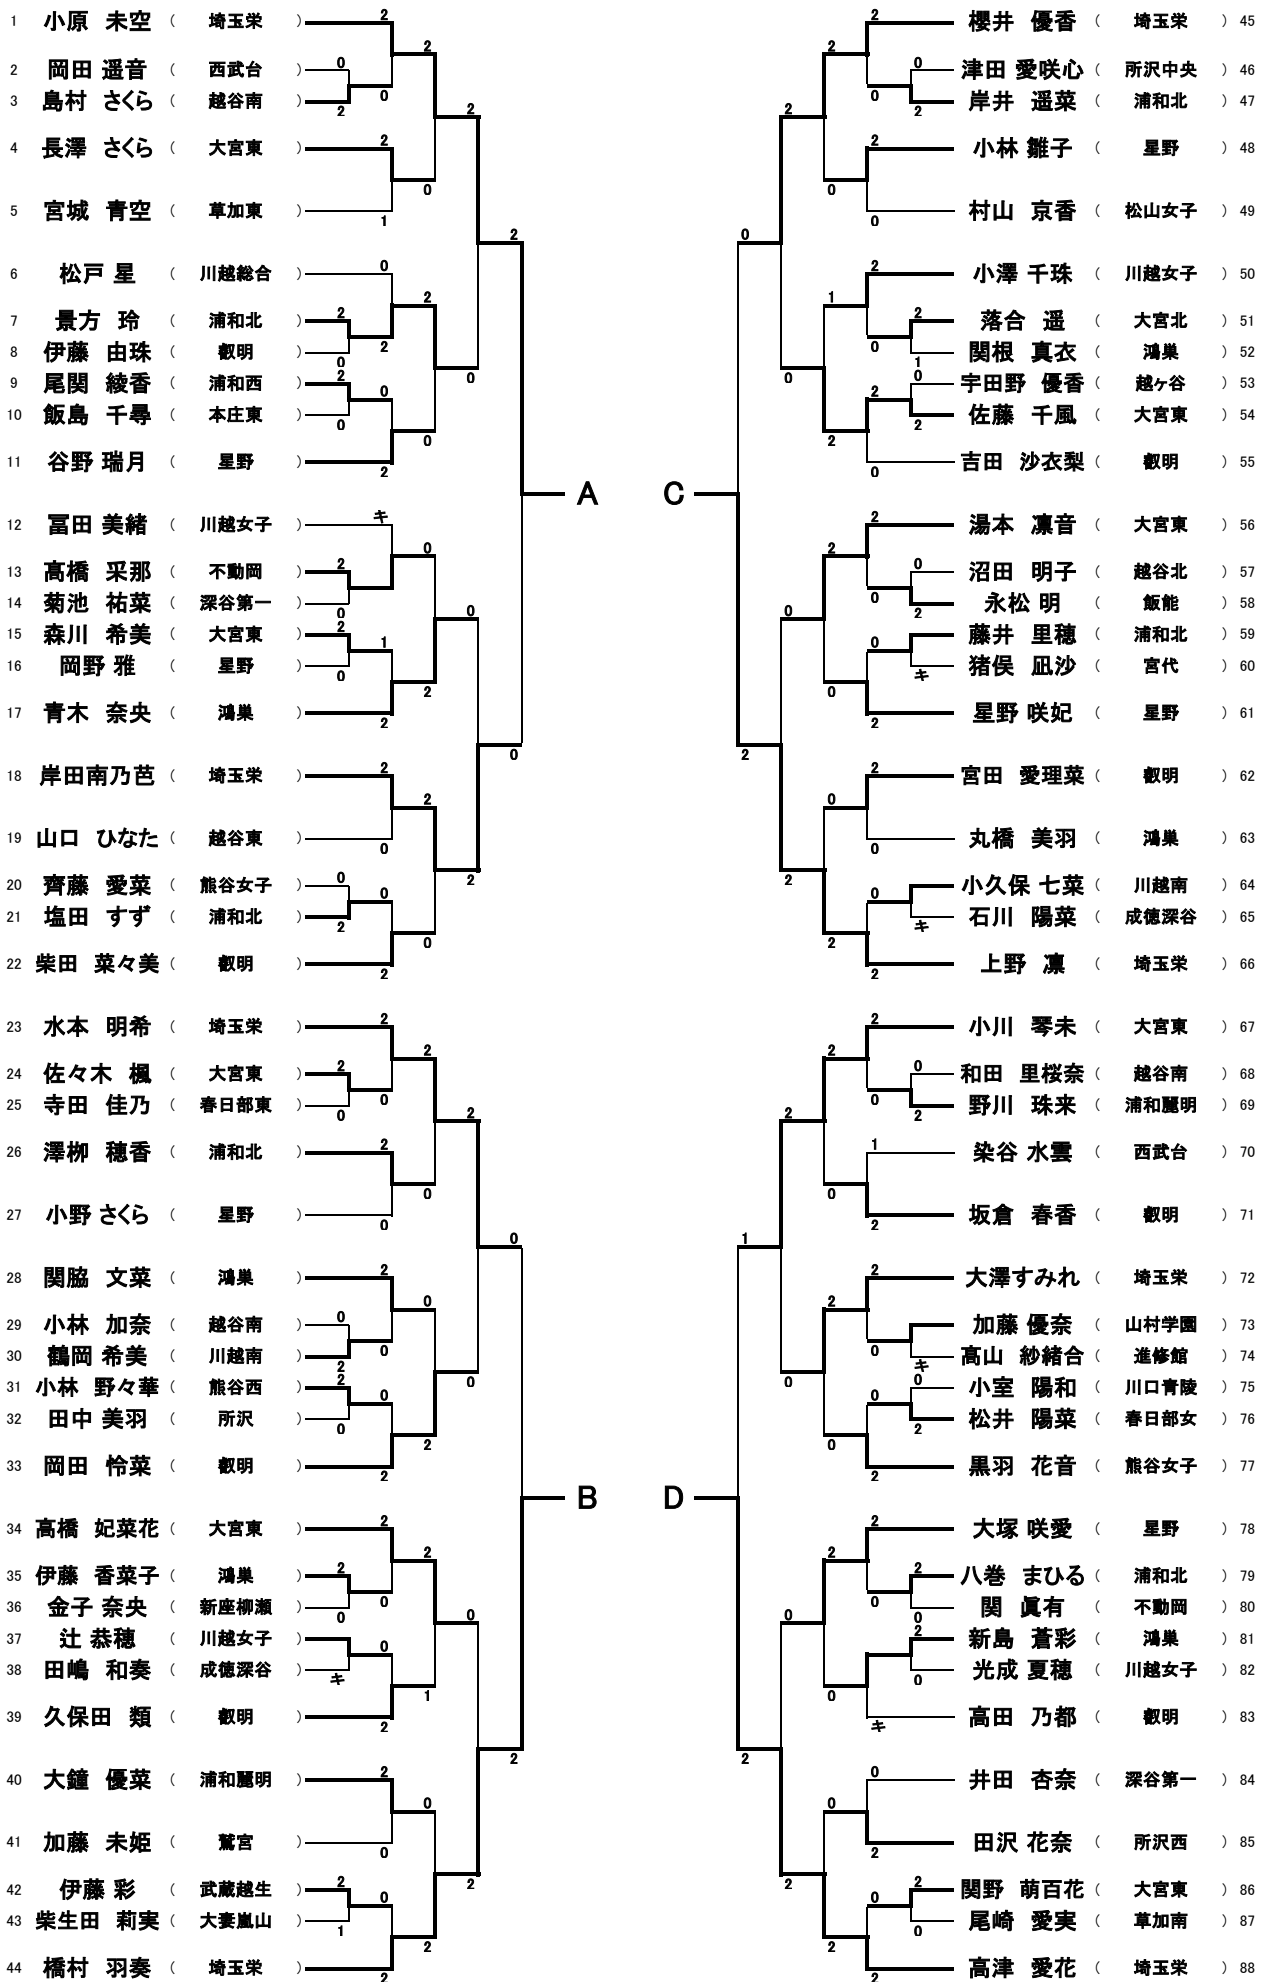 1 小原 未空 ( 埼玉栄 )
2 岡田 遥音 ( 西武台 )
3 島村 さくら ( 越谷南 )
4 長澤 さくら ( 大宮東 )
5 宮城 青空 ( 草加東 )
6 松戸 星 ( 川越総合 )
7 景方 玲 ( 浦和北 )
8 伊藤 由珠 ( 叡明 )
9 尾関 綾香 ( 浦和西 )
10 飯島 千尋 ( 本庄東 )
11 谷野 瑞月 ( 星野 )
12 冨田 美緒 ( 川越女子 )
13 髙橋 采那 ( 不動岡 )
14 菊池 祐菜 ( 深谷第一 )
15 森川 希美 ( 大宮東 )
16 岡野 雅 ( 星野 )
17 青木 奈央 ( 鴻巣 )
18 岸田南乃芭 ( 埼玉栄 )
19 山口 ひなた ( 越谷東 )
20 齊藤 愛菜 ( 熊谷女子 )
21 塩田 すず ( 浦和北 )
22 柴田 菜々美 ( 叡明 )
23 水本 明希 ( 埼玉栄 )
24 佐々木 楓 ( 大宮東 )
25 寺田 佳乃 ( 春日部東 )
26 澤栁 穂香 ( 浦和北 )
27 小野 さくら ( 星野 )
28 関脇 文菜 ( 鴻巣 )
29 小林 加奈 ( 越谷南 )
30 鶴岡 希美 ( 川越南 )
31 小林 野々華 ( 熊谷西 )
32 田中 美羽 ( 所沢 )
33 岡田 怜菜 ( 叡明 )
34 髙橋 妃菜花 ( 大宮東 )
35 伊藤 香菜子 ( 鴻巣 )
36 金子 奈央 ( 新座柳瀬 )
37 辻 恭穂 ( 川越女子 )
38 田嶋 和奏 ( 成徳深谷 )
39 久保田 類 ( 叡明 )
40 大鐘 優菜 ( 浦和麗明 )
41 加藤 未姫 ( 鷲宮 )
42 伊藤 彩 ( 武蔵越生 )
43 柴生田 莉実 ( 大妻嵐山 )
44 橋村 羽奏 ( 埼玉栄 )
A
B
C
D
櫻井 優香 ( 埼玉栄 ) 45
津田 愛咲心 ( 所沢中央 ) 46
岸井 遥菜 ( 浦和北 ) 47
小林 雛子 ( 星野 ) 48
村山 京香 ( 松山女子 ) 49
小澤 千珠 ( 川越女子 ) 50
落合 遥 ( 大宮北 ) 51
関根 真衣 ( 鴻巣 ) 52
宇田野 優香 ( 越ヶ谷 ) 53
佐藤 千風 ( 大宮東 ) 54
吉田 沙衣梨 ( 叡明 ) 55
湯本 凛音 ( 大宮東 ) 56
沼田 明子 ( 越谷北 ) 57
永松 明 ( 飯能 ) 58
藤井 里穂 ( 浦和北 ) 59
猪俣 凪沙 ( 宮代 ) 60
星野 咲妃 ( 星野 ) 61
宮田 愛理菜 ( 叡明 ) 62
丸橋 美羽 ( 鴻巣 ) 63
小久保 七菜 ( 川越南 ) 64
石川 陽菜 ( 成徳深谷 ) 65
上野 凛 ( 埼玉栄 ) 66
小川 琴未 ( 大宮東 ) 67
和田 里桜奈 ( 越谷南 ) 68
野川 珠来 ( 浦和麗明 ) 69
染谷 水雲 ( 西武台 ) 70
坂倉 春香 ( 叡明 ) 71
大澤すみれ ( 埼玉栄 ) 72
加藤 優奈 ( 山村学園 ) 73
髙山 紗緒合 ( 進修館 ) 74
小室 陽和 ( 川口青陵 ) 75
松井 陽菜 ( 春日部女 ) 76
黒羽 花音 ( 熊谷女子 ) 77
大塚 咲愛 ( 星野 ) 78
八巻 まひる ( 浦和北 ) 79
関 眞有 ( 不動岡 ) 80
新島 蒼彩 ( 鴻巣 ) 81
光成 夏穂 ( 川越女子 ) 82
高田 乃都 ( 叡明 ) 83
井田 杏奈 ( 深谷第一 ) 84
田沢 花奈 ( 所沢西 ) 85
関野 萌百花 ( 大宮東 ) 86
尾崎 愛実 ( 草加南 ) 87
高津 愛花 ( 埼玉栄 ) 88